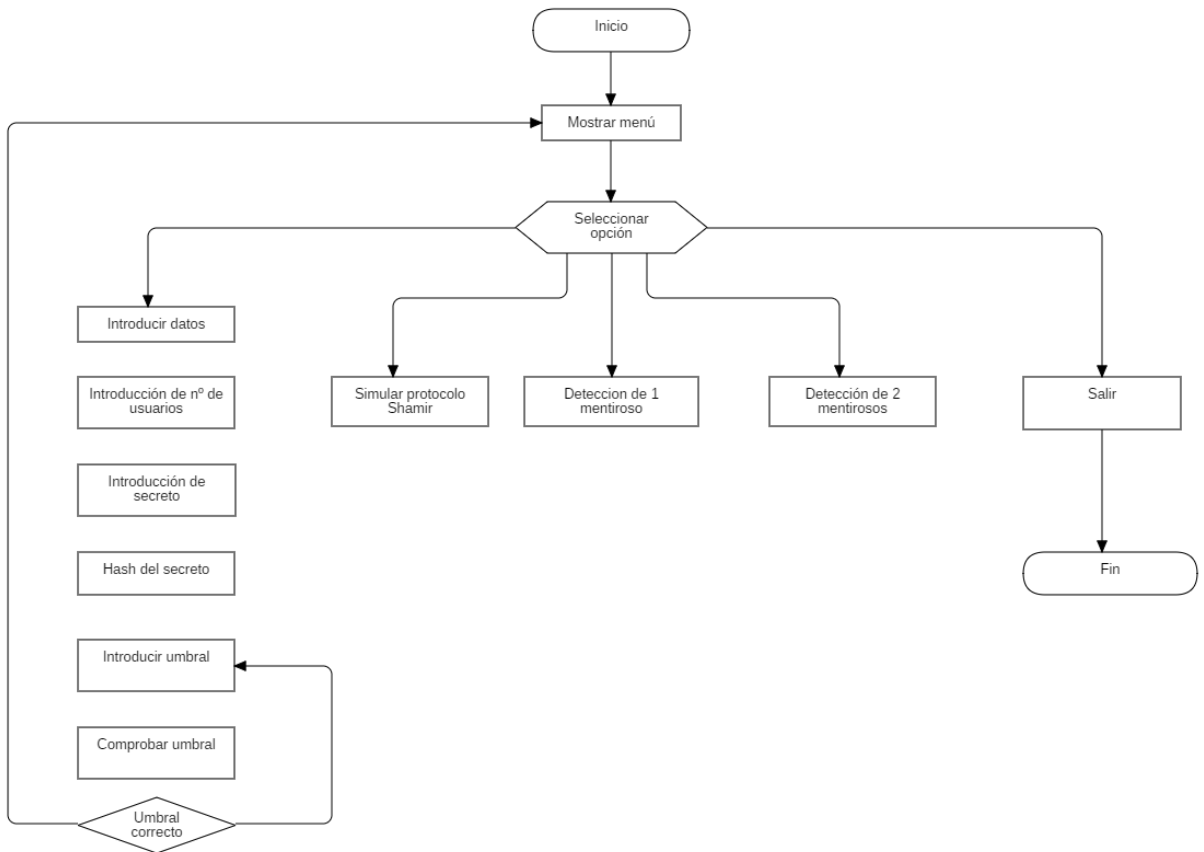 Inicio
Mostrar menú
Seleccionar
opción
Introducir datos
Introducción de nº de
usuarios
Simular protocolo
Shamir
Deteccion de 1
mentiroso
Detección de 2
mentirosos
Salir
Introducción de
secreto
Hash del secreto
Fin
Introducir umbral
Comprobar umbral
Umbral
correcto